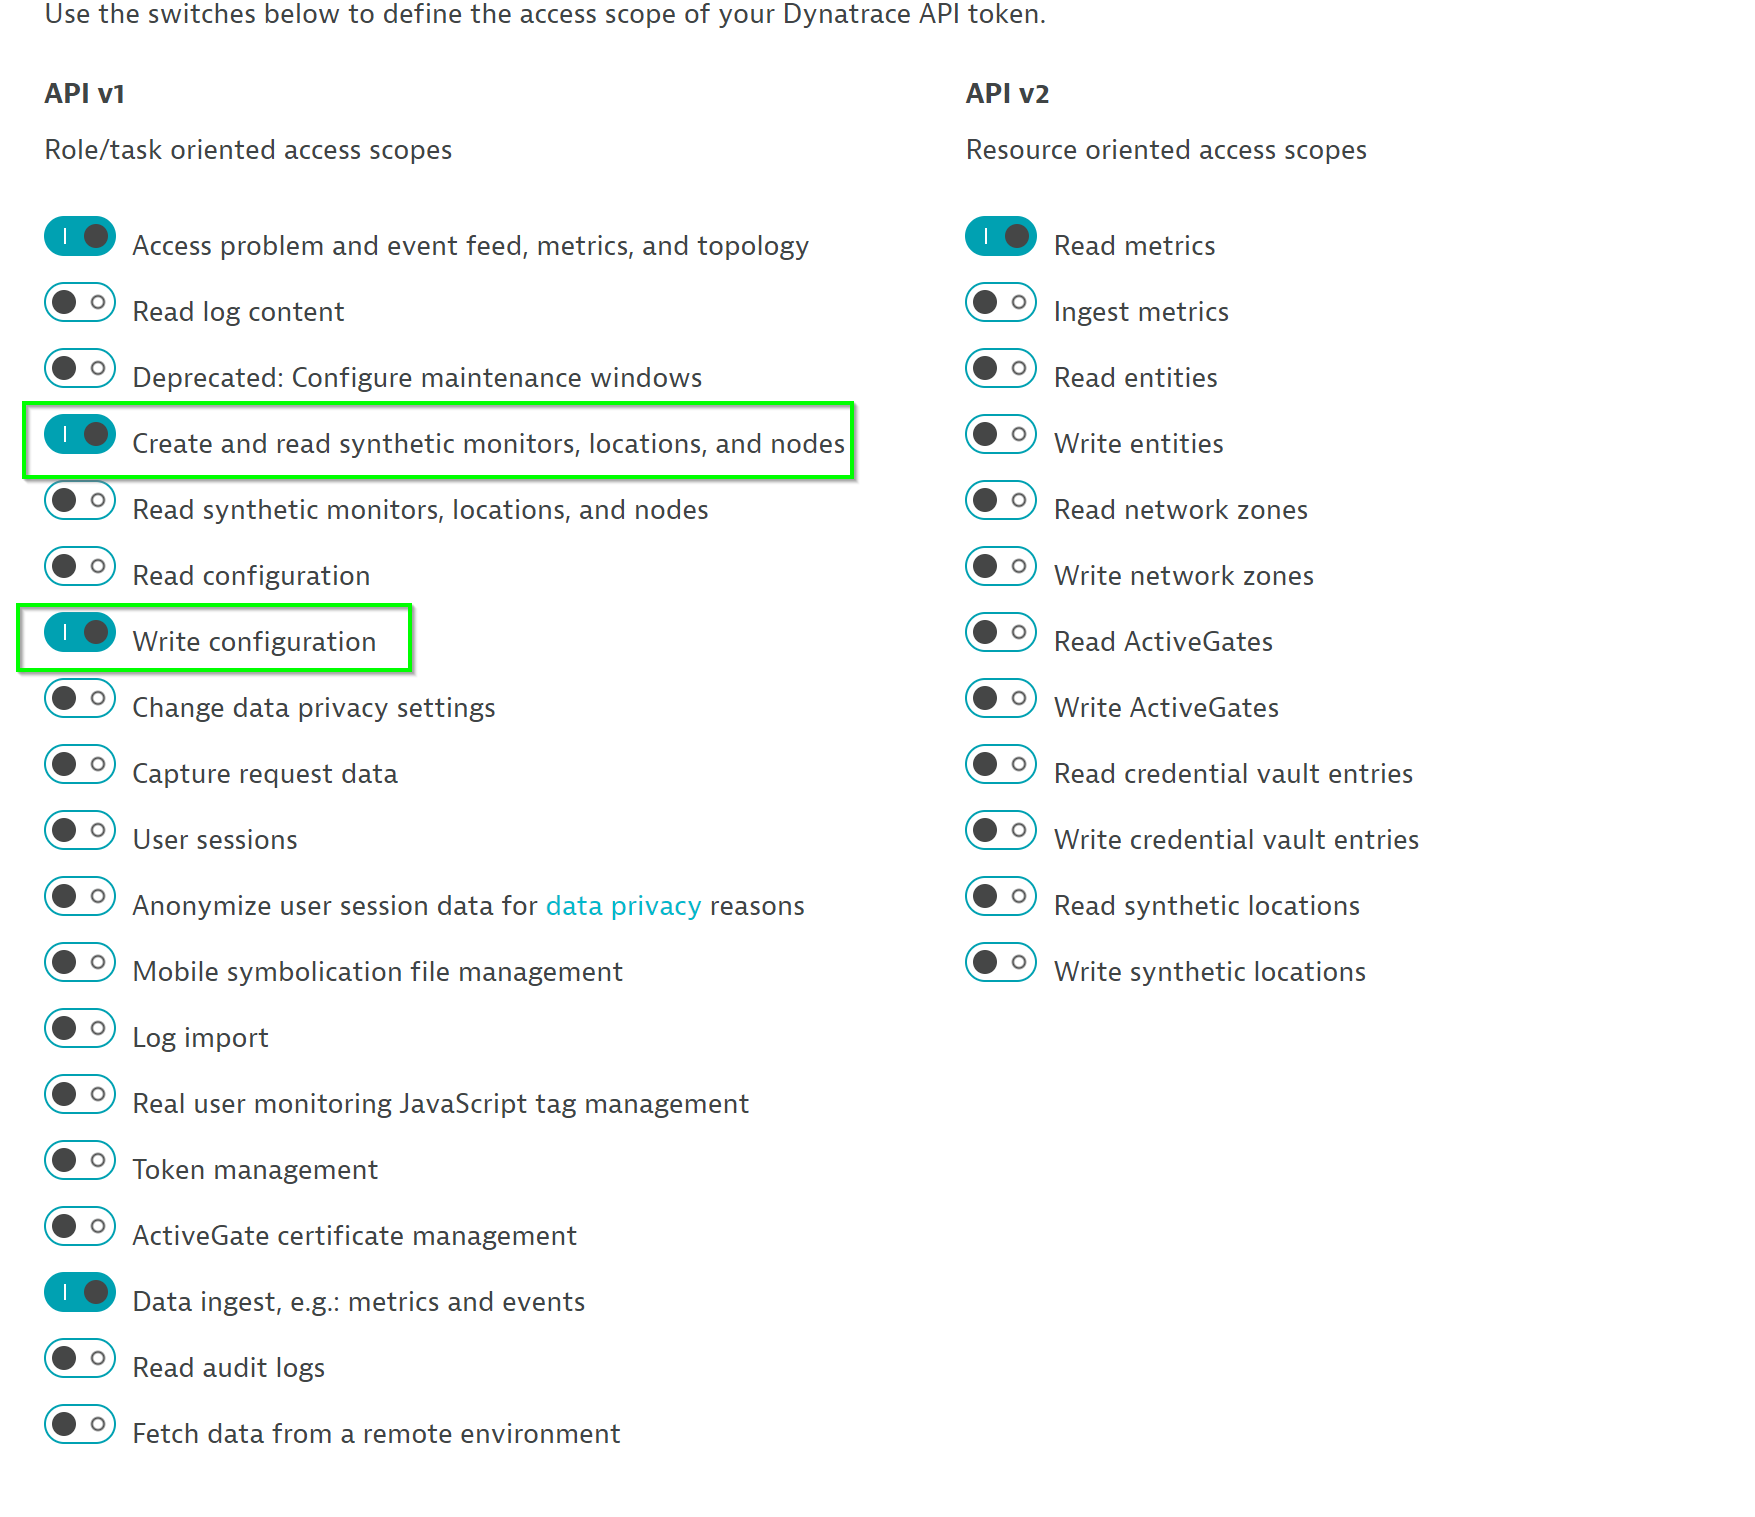 Use the switches below to define the access scope of your Dynatrace API token.
API v1
Role/task oriented access scopes
Access problem and event feed, metrics, and topology
Read log content
Deprecated: Configure maintenance windows
Create and read synthetic monitors, locations, and nodes
Read synthetic monitors, locations, and nodes
Read configuration
Write configuration
Change data privacy settings
Capture request data
User sessions
Anonymize user session data for data privacy reasons
Mobile symbolication file management
Log import
Real user monitoring JavaScript tag management
Token management
ActiveGate certificate management
Data ingest, e.g.: metrics and events
Read audit logs
Fetch data from a remote environment
API v2
Resource oriented access scopes
Read metrics
Ingest metrics
Read entities
Write entities
Read network zones
Write network zones
Read ActiveGates
Write ActiveGates
Read credential vault entries
Write credential vault entries
Read synthetic locations
Write synthetic locations